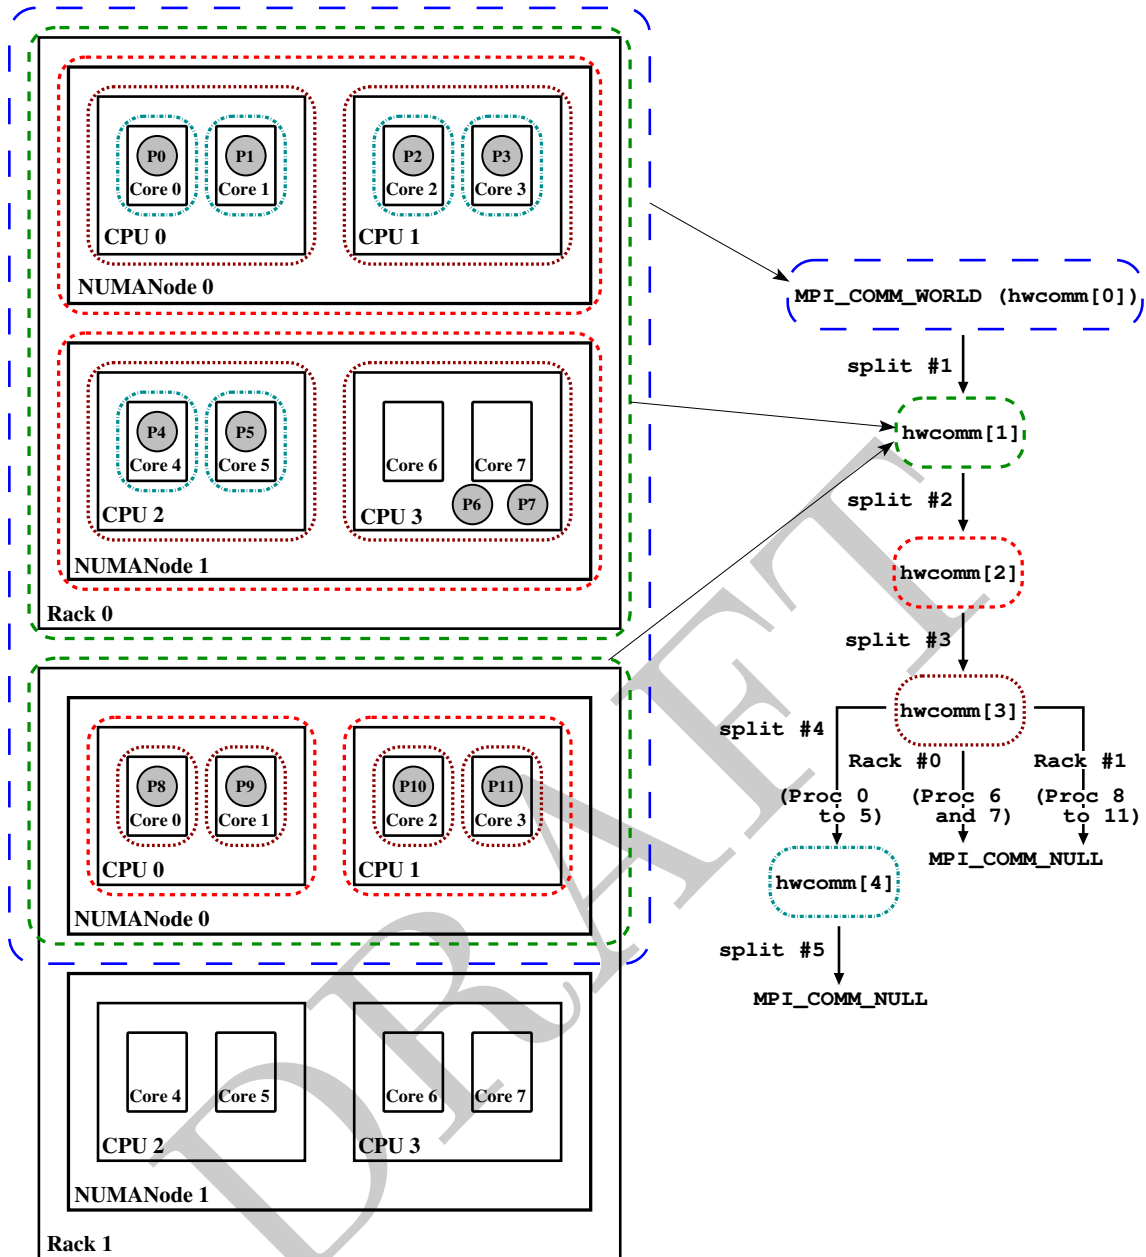 P0
P1
P2
P3
Core 0
Core 1
Core 2
Core 3
CPU 0
CPU 1
NUMANode 0
P4
P5
Core 4
Core 5
Core 6
Core 7
P6
P7
CPU 2
CPU 3
NUMANode 1
Rack 0
P8
P9
P10
P11
Core 0
Core 1
Core 2
Core 3
CPU 0
CPU 1
NUMANode 0
Core 4
Core 5
Core 6
Core 7
CPU 2
CPU 3
NUMANode 1
Rack 1
MPI_COMM_WORLD (hwcomm[0])
split #1
hwcomm[1]
split #2
hwcomm[2]
split #3
hwcomm[3]
split #4
Rack #0
Rack #1
(Proc 0
to 5)
(Proc 6
and 7)
(Proc 8
to 11)
MPI_COMM_NULL
hwcomm[4]
split #5
MPI_COMM_NULL
DRAFT